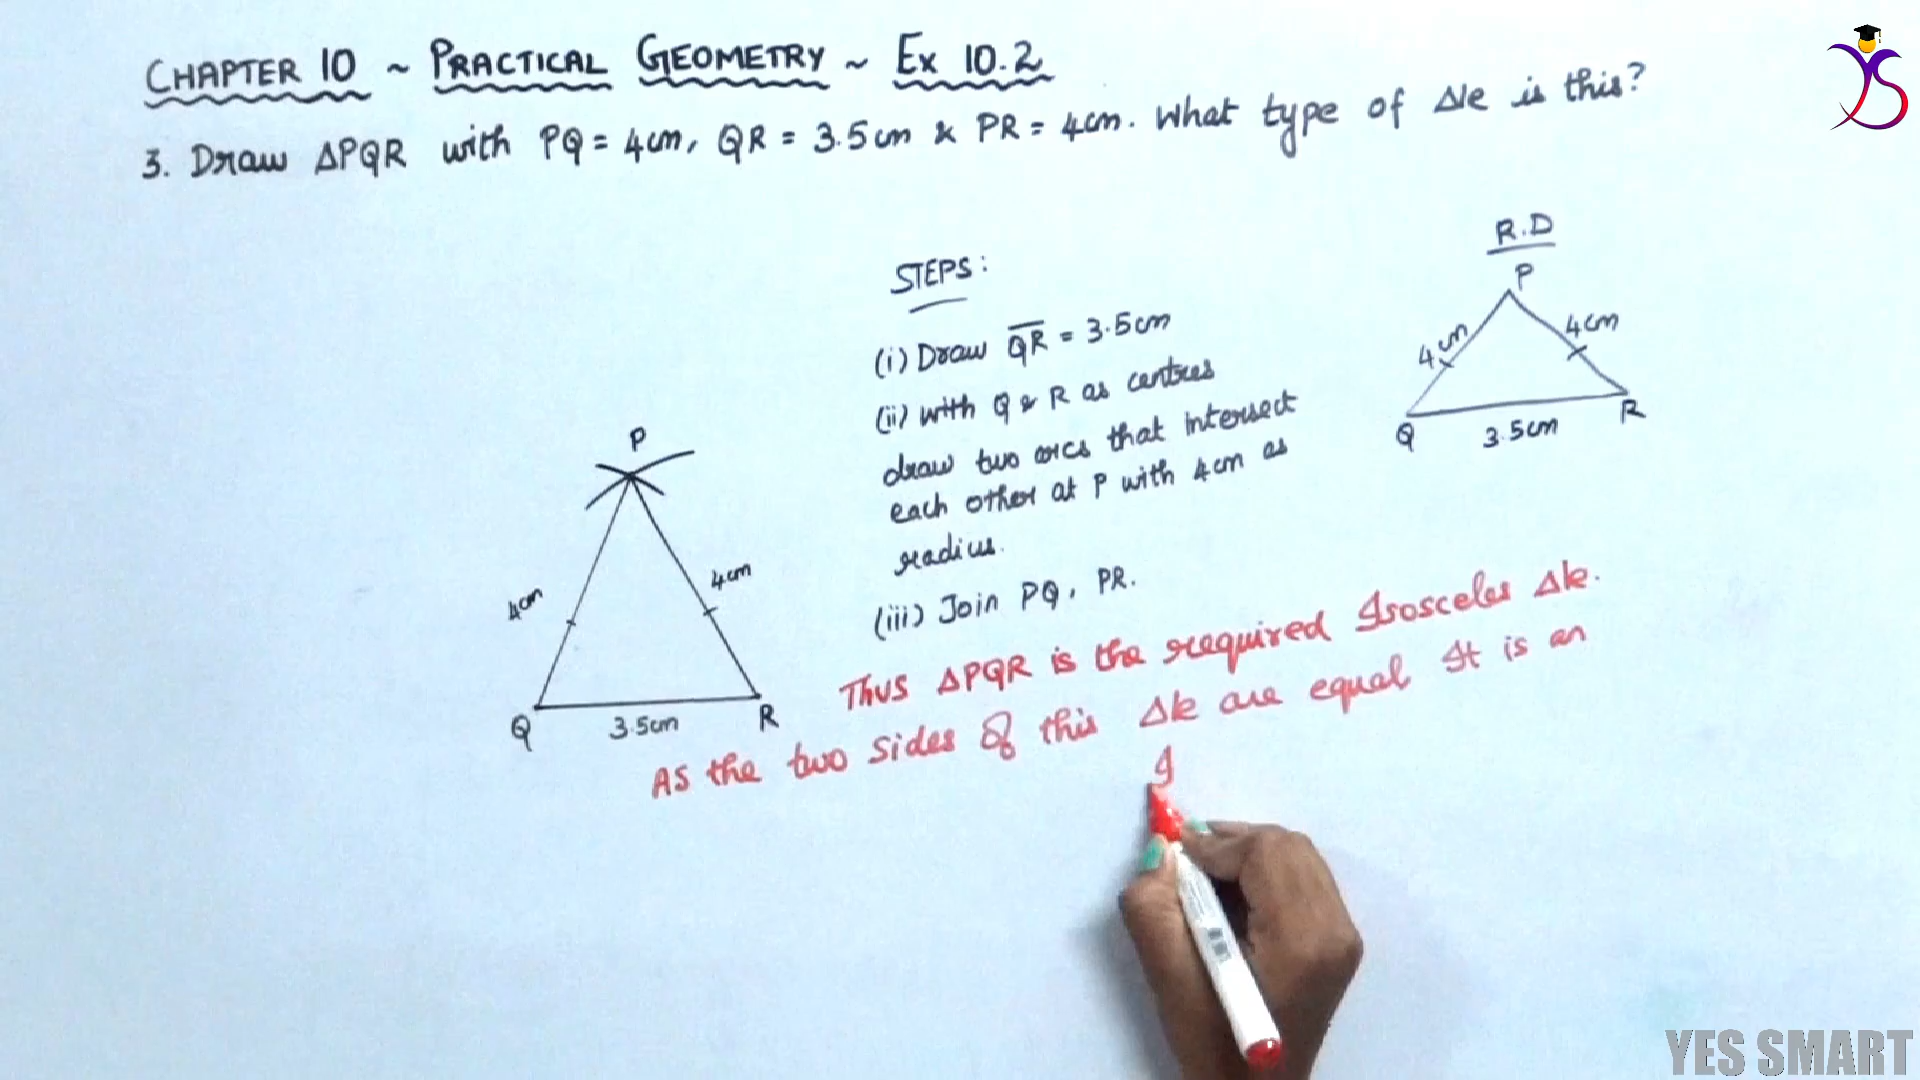 CHAPTER 10 ~ PRACTICAL GEOMETRY ~ Ex 10.2
3. Draw ΔPQR with PQ = 4cm, QR = 3.5cm & PR = 4cm. What type of Δle is this?
R.D
P
4cm
4cm
Q
3.5cm
R
STEPS:
(i) Draw QR = 3.5cm
(ii) with Q & R as centres
draw two arcs that intersect
each other at P with 4cm as
radius.
(iii) Join PQ, PR.
P
4cm
4cm
Q
3.5cm
R
Thus ΔPQR is the required Isosceles Δle.
As the two sides of this Δle are equal It is an
I
YS
YES SMART